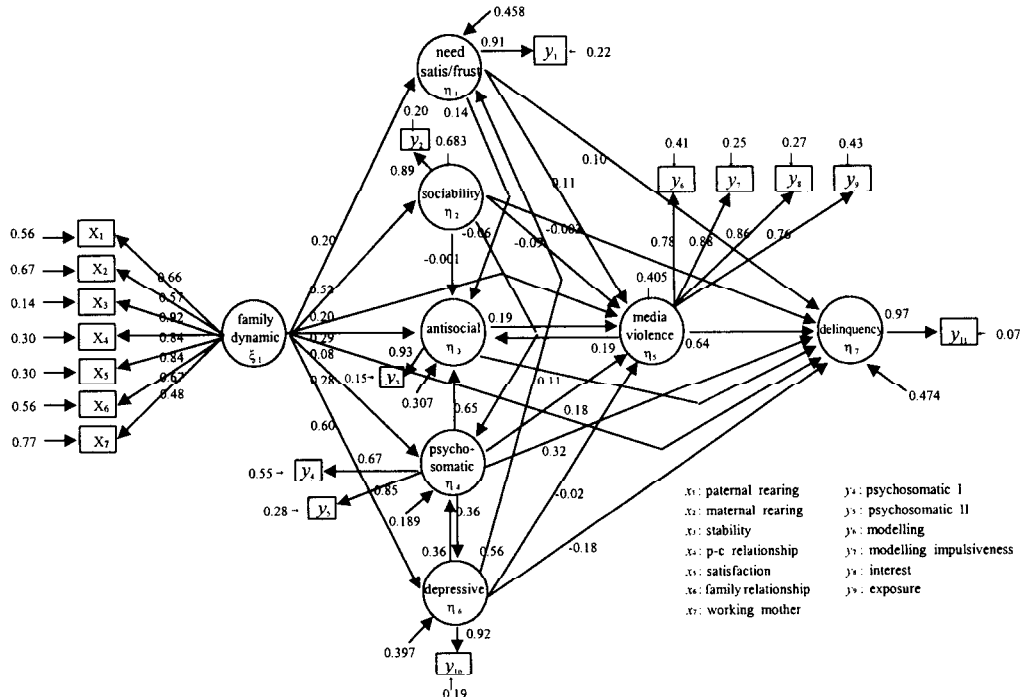 0.458
need
satis/frust
η₁
0.91
y₁
0.22
0.14
0.20
y₂
0.89
0.683
sociability
η₂
0.10
0.11
-0.06
-0.07
-0.002
-0.001
0.41
0.25
0.27
0.43
y₆
y₇
y₈
y₉
0.78
0.88
0.86
0.76
0.56
X₁
0.67
X₂
0.14
X₃
0.30
X₄
0.30
X₅
0.56
X₆
0.77
X₇
0.66
0.57
0.92
0.84
0.84
0.67
0.48
family
dynamic
ξ₁
0.20
0.52
0.20
0.29
0.08
0.28
0.60
antisocial
η₃
0.19
0.19
0.93
0.15
y₃
0.307
0.405
media
violence
η₅
0.64
delinquency
η₇
0.97
y₁₁
0.07
0.474
0.65
0.11
0.18
0.32
-0.02
-0.18
psycho-
somatic
η₄
0.55
y₄
0.67
0.28
y₅
0.85
0.189
0.36
0.36
0.56
depressive
η₆
0.397
0.92
y₁₀
0.19
x₁: paternal rearing
x₂: maternal rearing
x₃: stability
x₄: p-c relationship
x₅: satisfaction
x₆: family relationship
x₇: working mother
y₄: psychosomatic I
y₅: psychosomatic II
y₆: modelling
y₇: modelling impulsiveness
y₈: interest
y₉: exposure